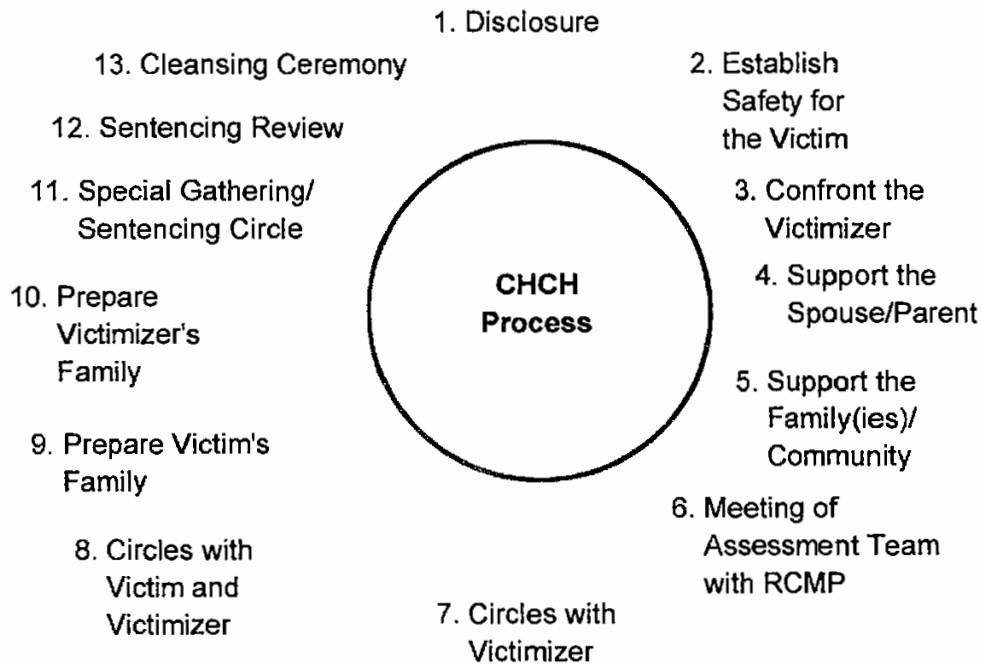 1. Disclosure
2. Establish
Safety for
the Victim
3. Confront the
Victimizer
4. Support the
Spouse/Parent
5. Support the
Family(ies)/
Community
6. Meeting of
Assessment Team
with RCMP
7. Circles with
Victimizer
8. Circles with
Victim and
Victimizer
9. Prepare Victim's
Family
10. Prepare
Victimizer's
Family
11. Special Gathering/
Sentencing Circle
12. Sentencing Review
13. Cleansing Ceremony
CHCH
Process